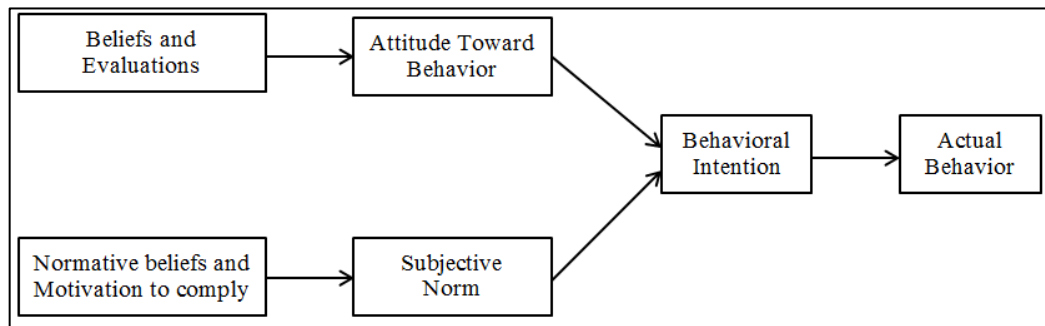 Beliefs and
Evaluations
Attitude Toward
Behavior
Behavioral
Intention
Actual
Behavior
Normative beliefs and
Motivation to comply
Subjective
Norm